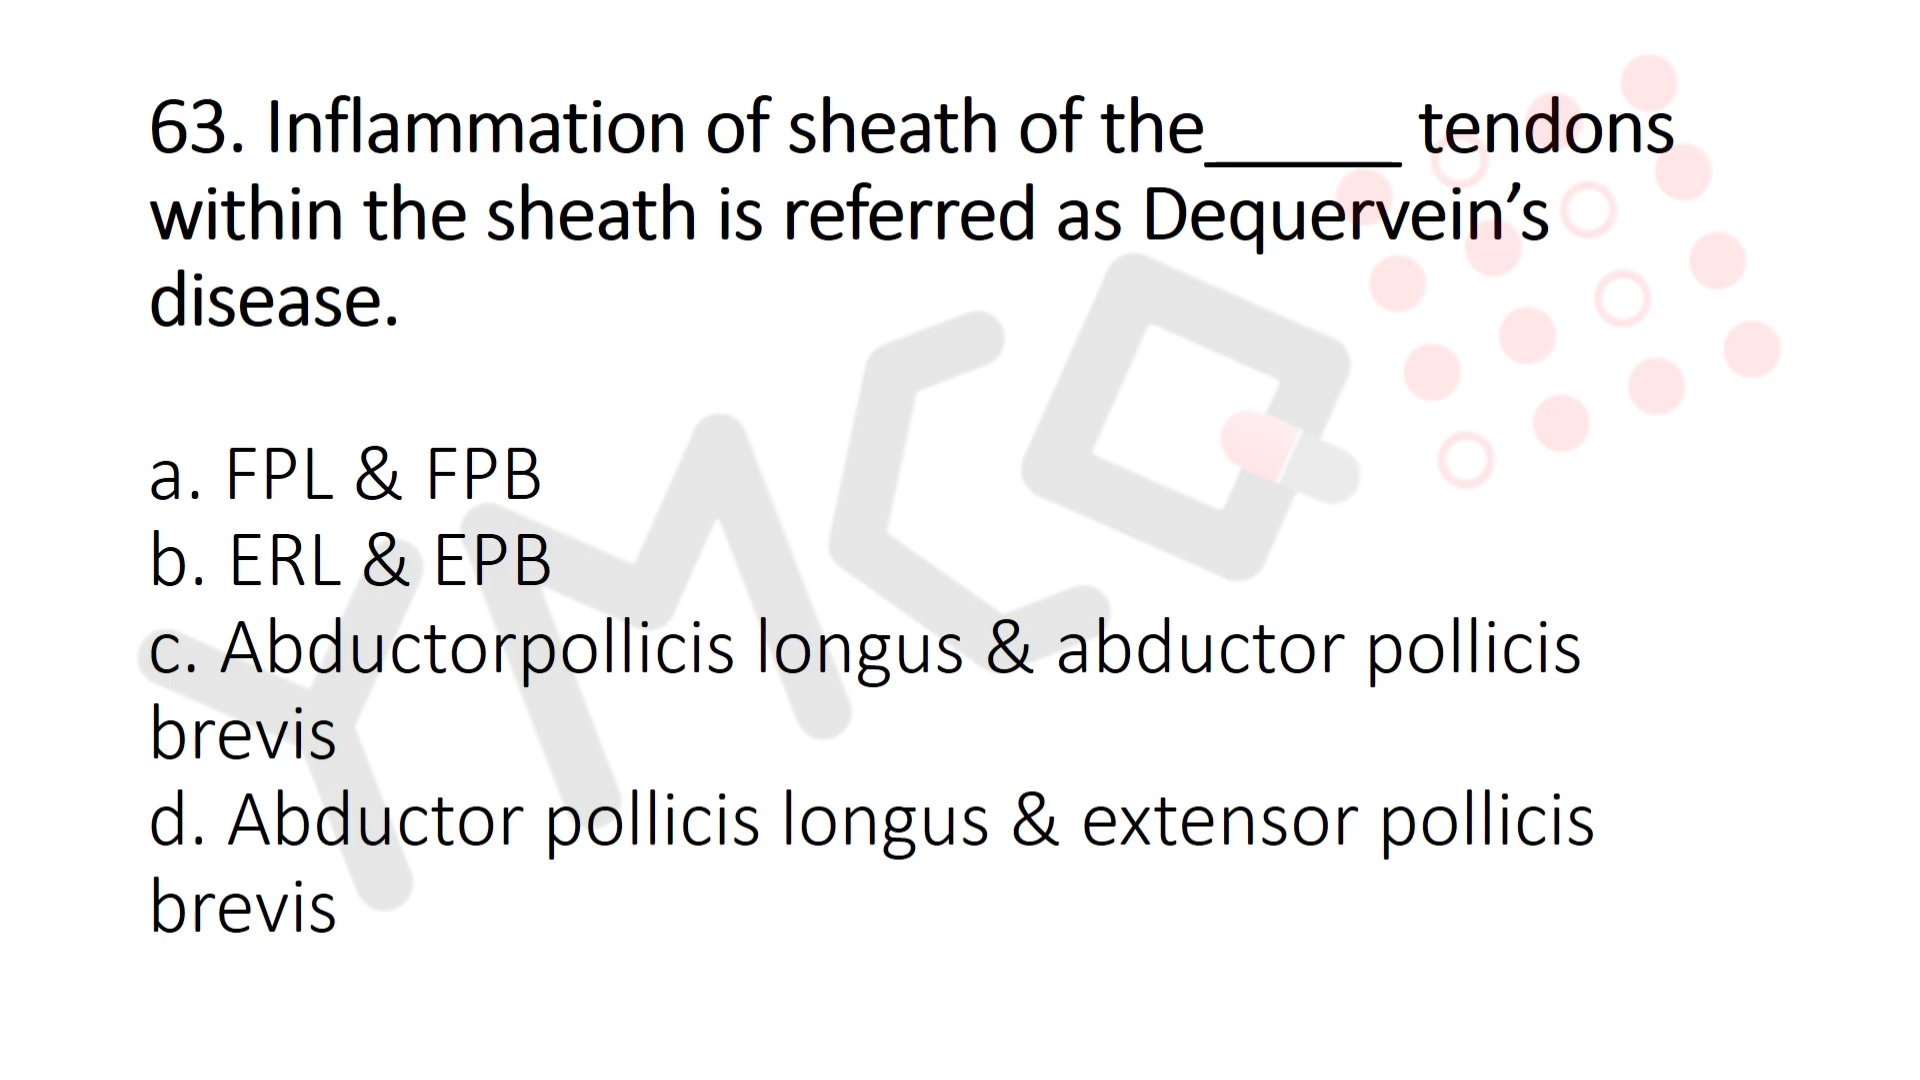 63. Inflammation of sheath of the_____ tendons
within the sheath is referred as Dequervein’s
disease.
a. FPL & FPB
b. ERL & EPB
c. Abductorpollicis longus & abductor pollicis
brevis
d. Abductor pollicis longus & extensor pollicis
brevis
YMCQ